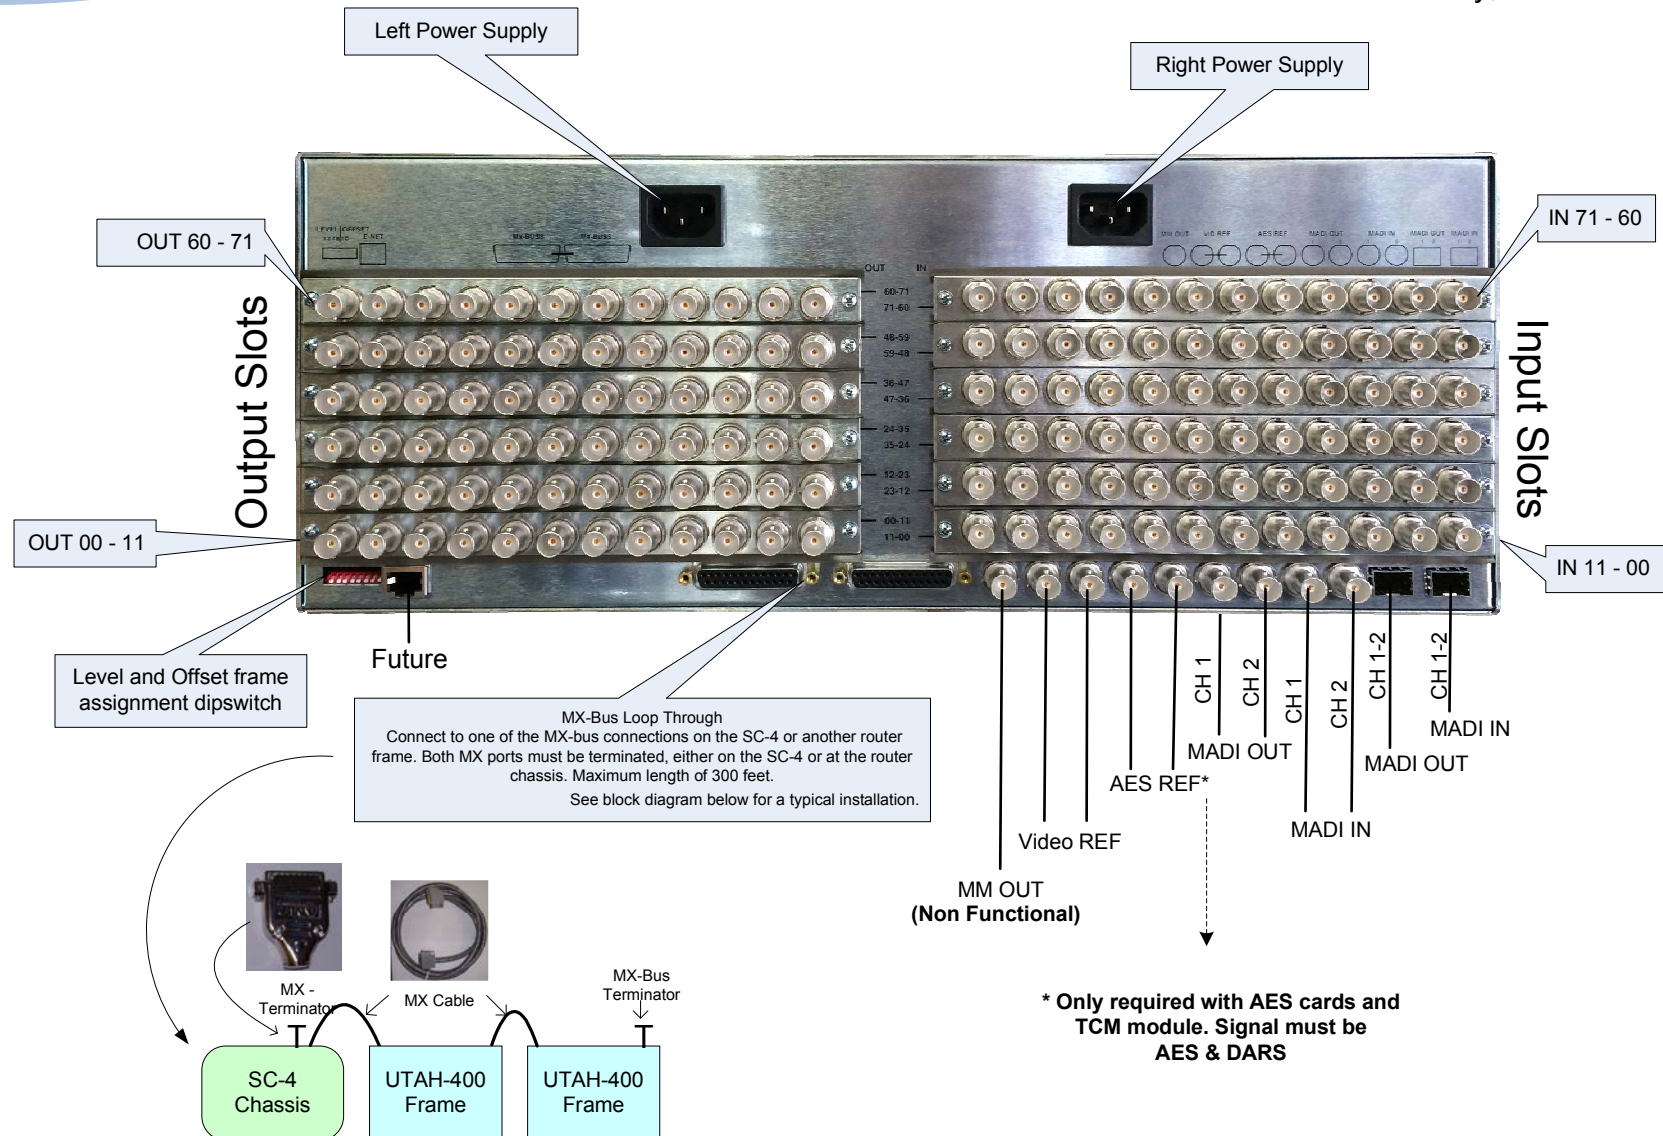 Left Power Supply
Right Power Supply
OUT 60 - 71
IN 71 - 60
E-NET
MX-BUSS
MX-BUSS
MM OUT
VID REF
AES REF
MADI OUT
MADI IN
MADI OUT
MADI IN
OUT
IN
60-71
71-60
48-59
59-48
36-47
47-36
24-35
35-24
12-23
23-12
00-11
11-00
Output Slots
Input Slots
OUT 00 - 11
IN 11 - 00
Future
Level and Offset frame
assignment dipswitch
MX-Bus Loop Through
Connect to one of the MX-bus connections on the SC-4 or another router
frame. Both MX ports must be terminated, either on the SC-4 or at the router
chassis. Maximum length of 300 feet.
See block diagram below for a typical installation.
CH 1
CH 2
CH 1
CH 2
CH 1-2
CH 1-2
MADI IN
MADI OUT
MADI OUT
AES REF*
MADI IN
Video REF
MM OUT
(Non Functional)
* Only required with AES cards and
TCM module. Signal must be
AES & DARS
MX -
Terminator
MX Cable
MX-Bus
Terminator
SC-4
Chassis
UTAH-400
Frame
UTAH-400
Frame